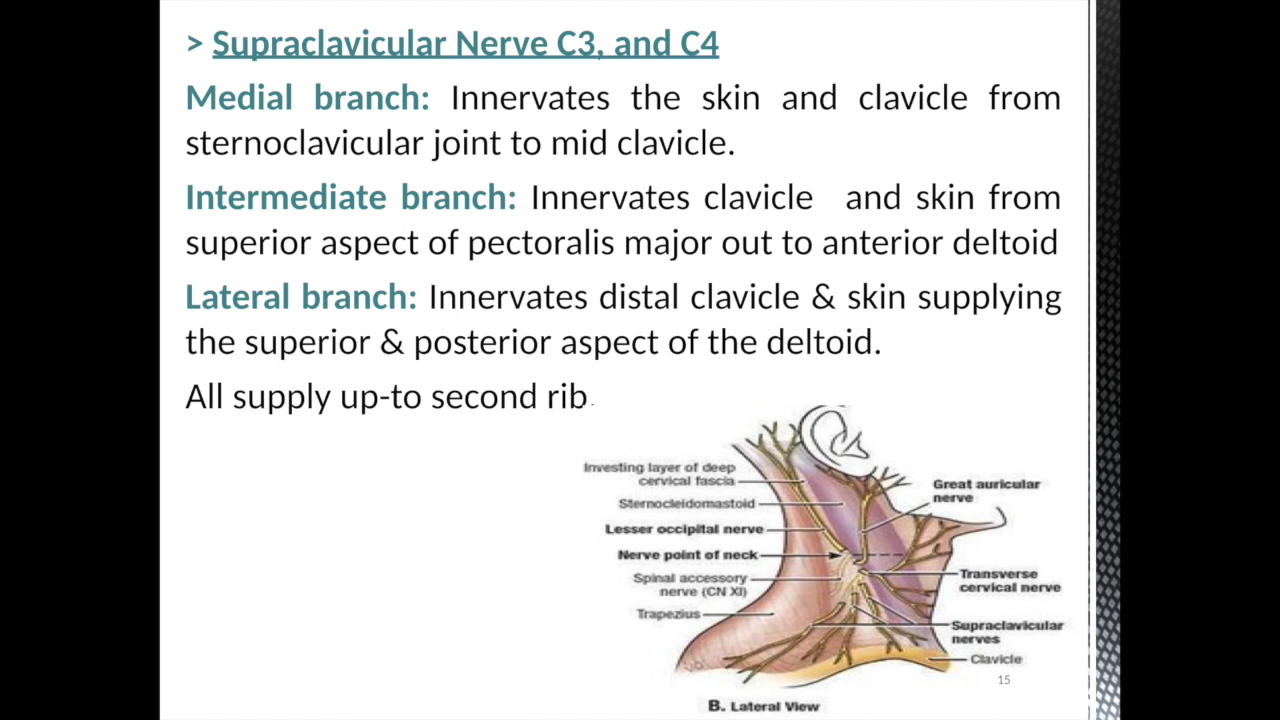 > Supraclavicular Nerve C3, and C4
Medial branch: Innervates the skin and clavicle from
sternoclavicular joint to mid clavicle.
Intermediate branch: Innervates clavicle and skin from
superior aspect of pectoralis major out to anterior deltoid
Lateral branch: Innervates distal clavicle & skin supplying
the superior & posterior aspect of the deltoid.
All supply up-to second rib.
Investing layer of deep
cervical fascia
Sternocleidomastoid
Lesser occipital nerve
Nerve point of neck
Spinal accessory
nerve (CN XI)
Trapezius
Great auricular
nerve
Transverse
cervical nerve
Supraclavicular
nerves
Clavicle
15
B. Lateral View